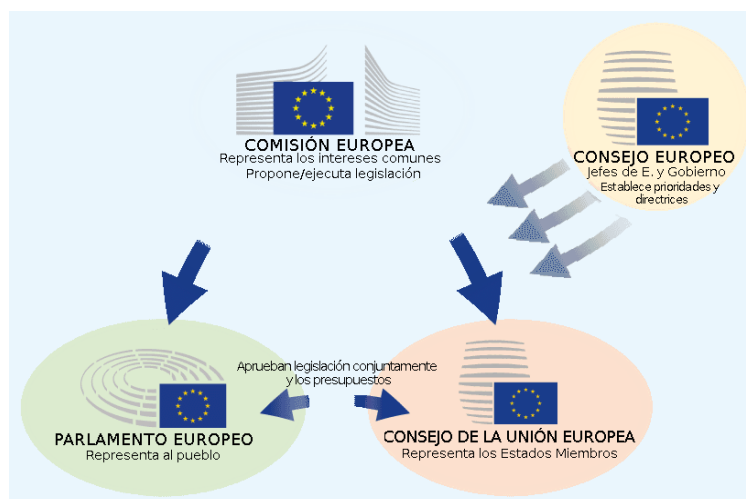 COMISIÓN EUROPEA
Representa los intereses comunes
Propone/ejecuta legislación
CONSEJO EUROPEO
Jefes de E. y Gobierno
Establece prioridades y
directrices
Aprueban legislación conjuntamente
y los presupuestos
PARLAMENTO EUROPEO
Representa al pueblo
CONSEJO DE LA UNIÓN EUROPEA
Representa los Estados Miembros